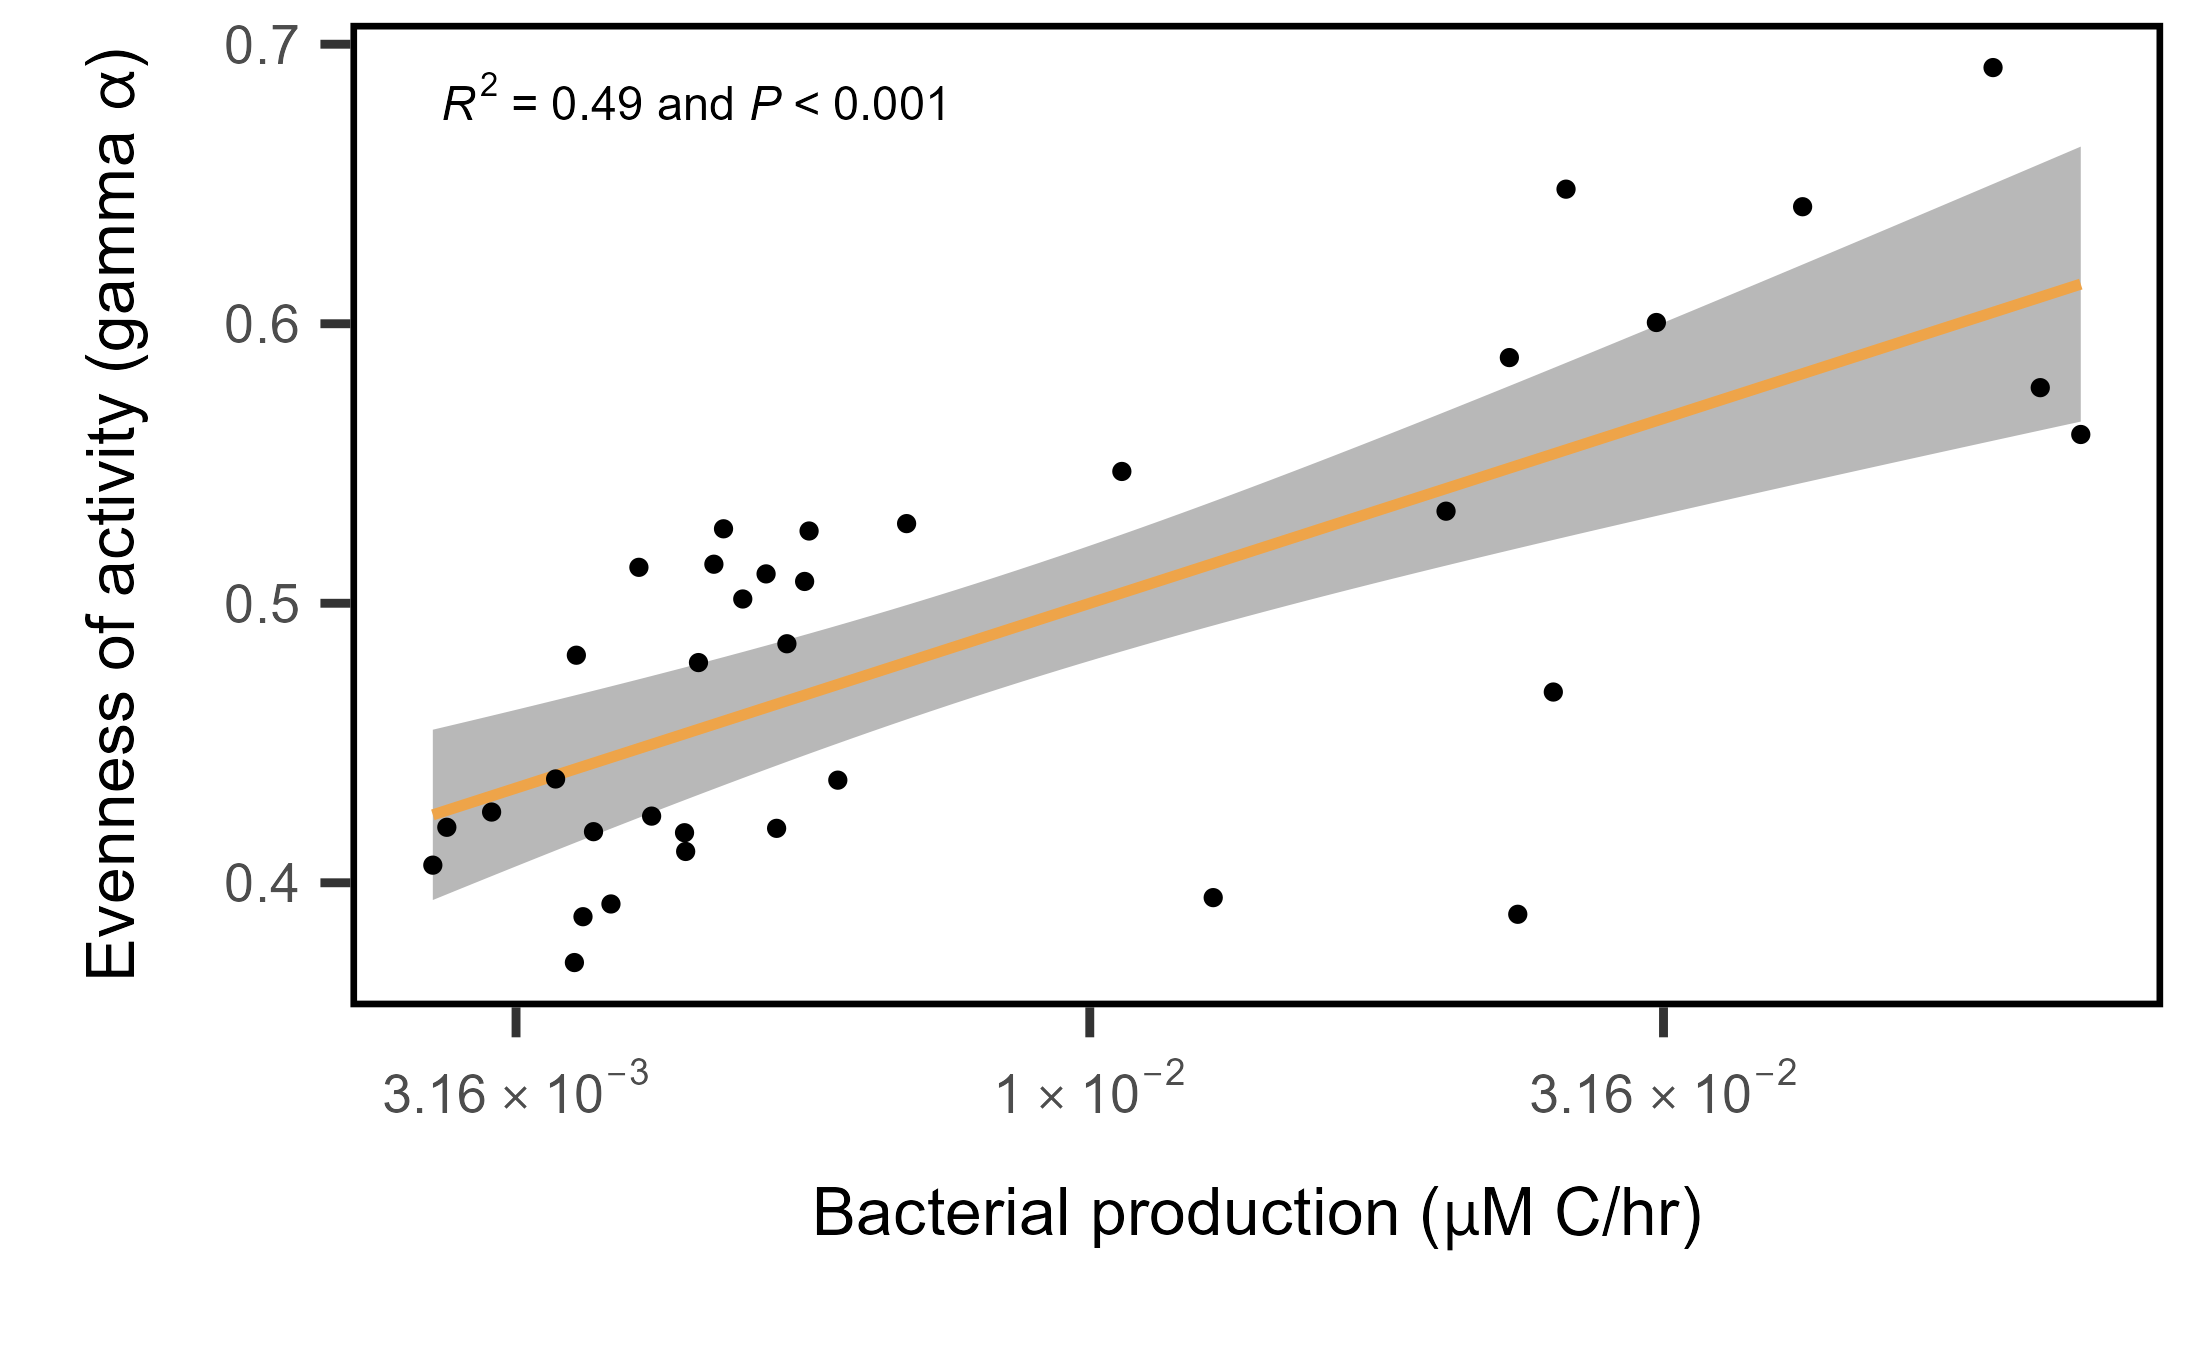 Evenness of activity (gamma α)
0.7
R² = 0.49 and P < 0.001
0.6
0.5
0.4
3.16 × 10⁻³
1 × 10⁻²
3.16 × 10⁻²
Bacterial production (μM C/hr)